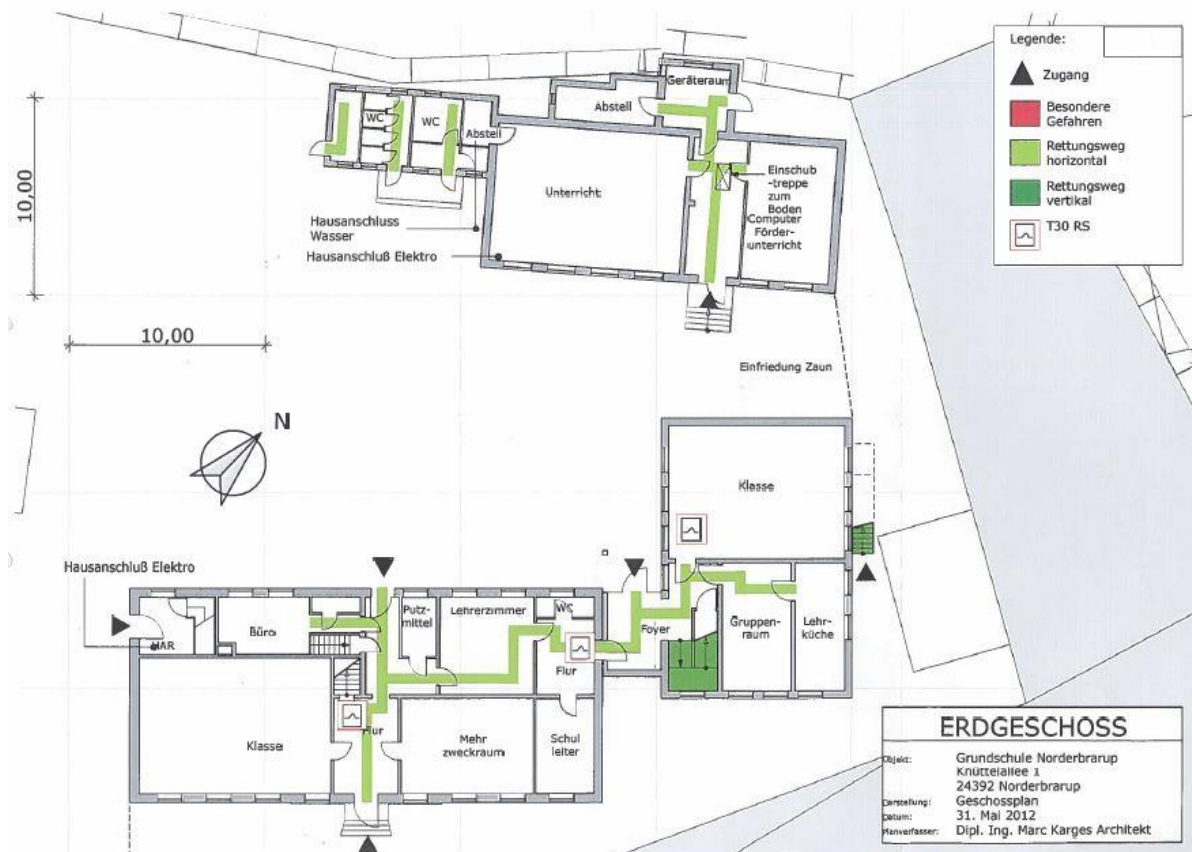 Legende:
Zugang
Besondere
Gefahren
Rettungsweg
horizontal
Rettungsweg
vertikal
T30 RS
Geräteraum
Abstell
WC
WC
Abstell
Unterricht
Einschub
-treppe
zum
Boden
Computer
Förder-
unterricht
Hausanschluss
Wasser
Hausanschluß Elektro
10,00
10,00
Einfriedung Zaun
N
Klasse
Hausanschluß Elektro
HAR
Büro
Putz-
mittel
Lehrerzimmer
WC
Foyer
Gruppen-
raum
Lehr-
küche
Flur
Flur
Klasse
Mehr
zweckraum
Schul
leiter
ERDGESCHOSS
Objekt: Grundschule Norderbrarup
Knüttelallee 1
24392 Norderbrarup
Darstellung: Geschossplan
Datum: 31. Mai 2012
Planverfasser: Dipl. Ing. Marc Karges Architekt